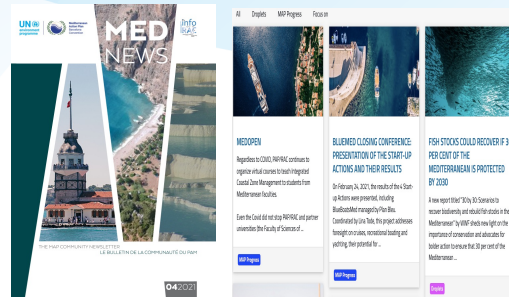 UN
environment
programme
Mediterranean
Action Plan
Barcelona
Convention
info
RAC
MED
NEWS
THE MAP COMMUNITY NEWSLETTER
LE BULLETIN DE LA COMMUNAUTÉ DU PAM
04 2021
All Droplets MAP Progress Focus on
MEDOPEN
Regardless to COVID, PAP/RAC continues to
organize virtual courses to teach Integrated
Coastal Zone Management to students from
Mediterranean faculties.
Even the Covid did not stop PAP/RAC and partner
universities (the Faculty of Sciences of ...
MAP Progress
BLUEMED CLOSING CONFERENCE:
PRESENTATION OF THE START-UP
ACTIONS AND THEIR RESULTS
On February 24, 2021, the results of the 4 Start-
up Actions were presented, including
BlueBoatsMed managed by Plan Bleu.
Coordinated by Lina Tode, this project addresses
foresight on cruises, recreational boating and
yachting, their potential for ...
MAP Progress
FISH STOCKS COULD RECOVER IF 3
PER CENT OF THE
MEDITERRANEAN IS PROTECTED
BY 2030
A new report titled "30 by 30: Scenarios to
recover biodiversity and rebuild fish stocks in the
Mediterranean" by WWF sheds new light on the
importance of conservation and advocates for
bolder action to ensure that 30 per cent of the
Mediterranean ...
Droplets